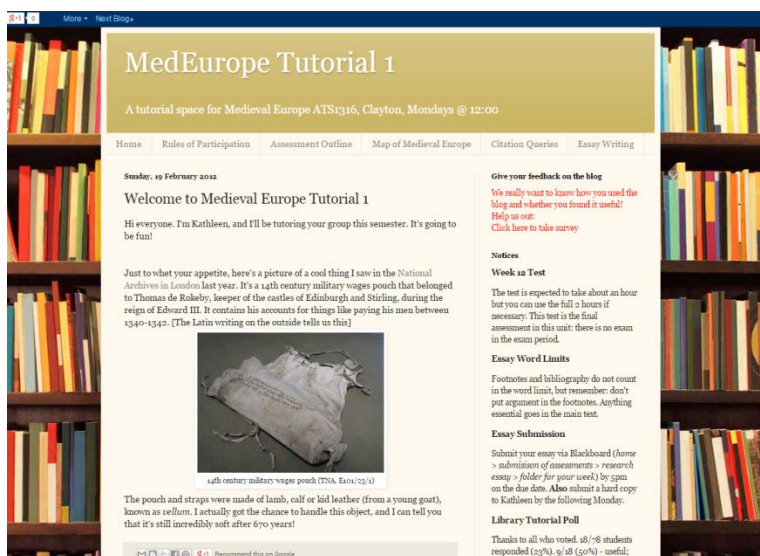 g+1 0 More Next Blog»
MedEurope Tutorial 1
A tutorial space for Medieval Europe ATS1316, Clayton, Mondays @ 12:00
Home Rules of Participation Assessment Outline Map of Medieval Europe Citation Queries Essay Writing
Sunday, 19 February 2012
Welcome to Medieval Europe Tutorial 1
Hi everyone. I'm Kathleen, and I'll be tutoring your group this semester. It's going to
be fun!
Just to whet your appetite, here's a picture of a cool thing I saw in the National
Archives in London last year. It's a 14th century military wages pouch that belonged
to Thomas de Rokeby, keeper of the castles of Edinburgh and Stirling, during the
reign of Edward III. It contains his accounts for things like paying his men between
1340-1342. [The Latin writing on the outside tells us this]
14th century military wages pouch (TNA, E101/23/1)
The pouch and straps were made of lamb, calf or kid leather (from a young goat),
known as vellum. I actually got the chance to handle this object, and I can tell you
that it's still incredibly soft after 670 years!
g+1 Recommend this on Google
Give your feedback on the blog
We really want to know how you used the
blog and whether you found it useful!
Help us out:
Click here to take survey
Notices
Week 12 Test
The test is expected to take about an hour
but you can use the full 2 hours if
necessary. This test is the final
assessment in this unit: there is no exam
in the exam period.
Essay Word Limits
Footnotes and bibliography do not count
in the word limit, but remember: don't
put argument in the footnotes. Anything
essential goes in the main text.
Essay Submission
Submit your essay via Blackboard (home
> submisison of assessments > research
essay > folder for your week) by 5pm
on the due date. Also submit a hard copy
to Kathleen by the following Monday.
Library Tutorial Poll
Thanks to all who voted. 18/78 students
responded (23%). 9/18 (50%) - useful;